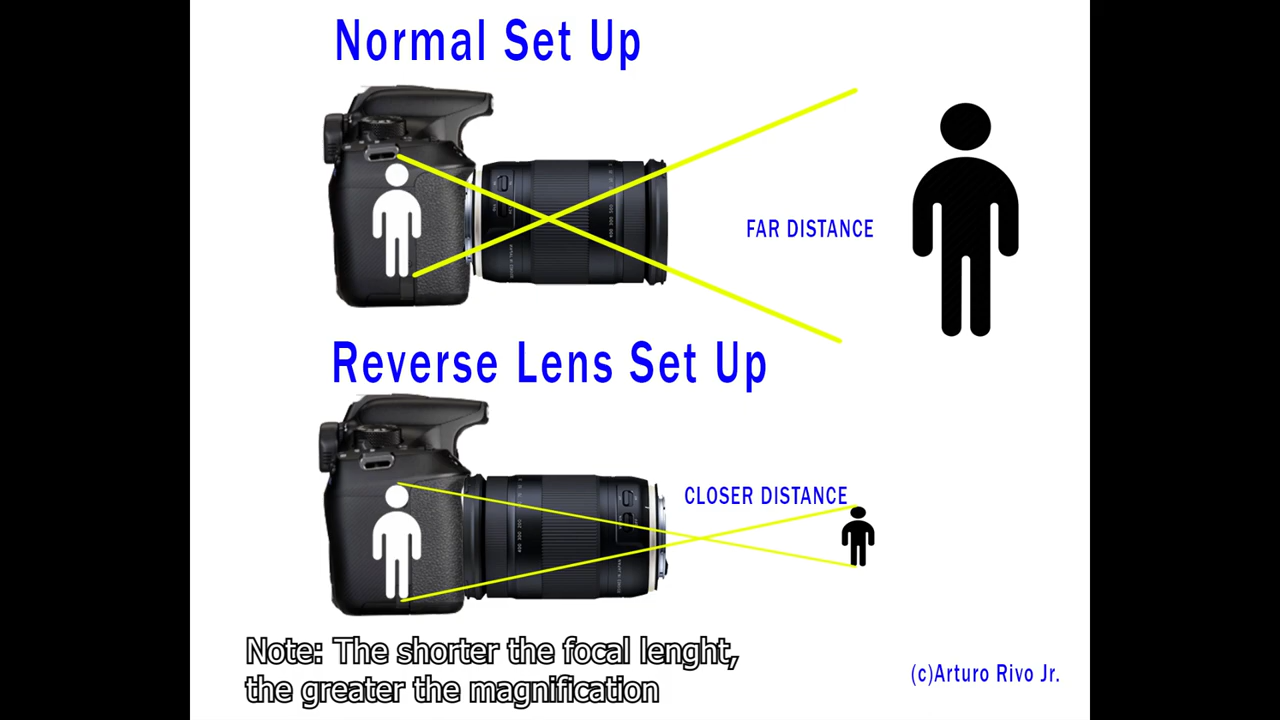 Normal Set Up
FAR DISTANCE
Reverse Lens Set Up
CLOSER DISTANCE
Note: The shorter the focal lenght,
the greater the magnification
(c)Arturo Rivo Jr.